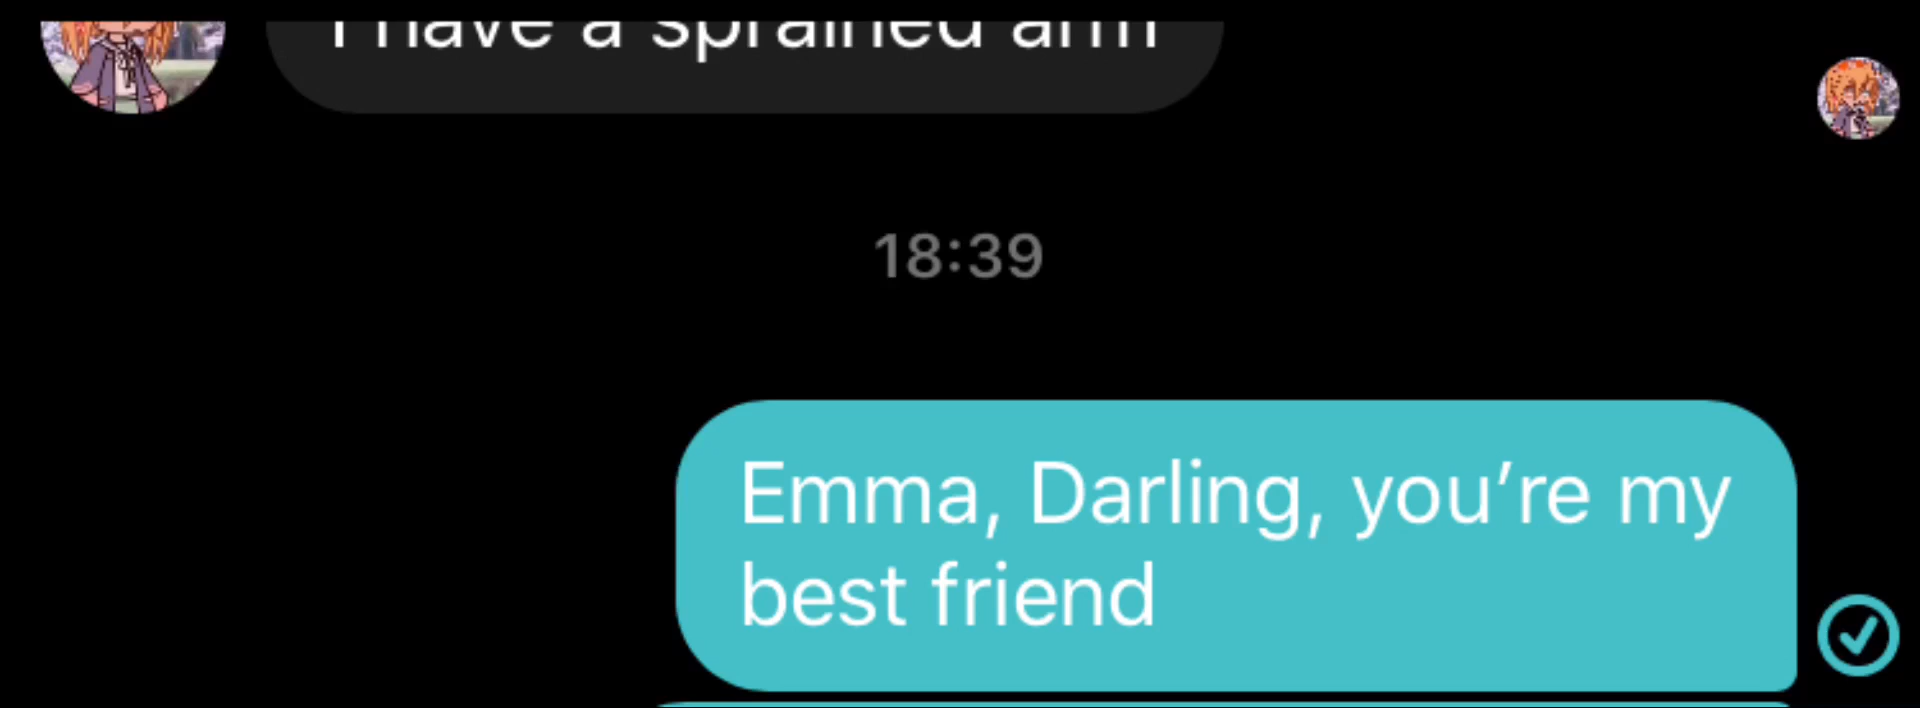 I have a sprained arm
18:39
Emma, Darling, you’re my
best friend